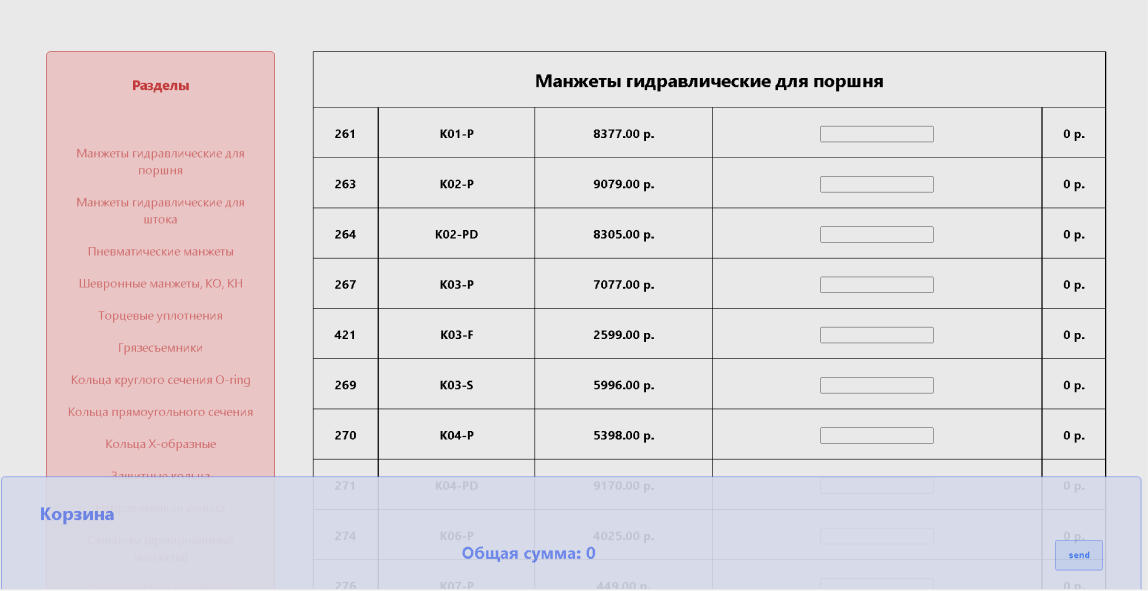 Разделы
Манжеты гидравлические для
поршня
Манжеты гидравлические для
штока
Пневматические манжеты
Шевронные манжеты, КО, КН
Торцевые уплотнения
Грязесъемники
Кольца круглого сечения O-ring
Кольца прямоугольного сечения
Кольца Х-образные
Защитные кольца
Манжеты гидравлические для поршня
261 K01-P 8377.00 р. 0 р.
263 K02-P 9079.00 р. 0 р.
264 K02-PD 8305.00 р. 0 р.
267 K03-P 7077.00 р. 0 р.
421 K03-F 2599.00 р. 0 р.
269 K03-S 5996.00 р. 0 р.
270 K04-P 5398.00 р. 0 р.
271 K04-PD 9170.00 р. 0 р.
274 K06-P 4025.00 р. 0 р.
276 K07-P 449.00 р. 0 р.
Корзина
Общая сумма: 0
send